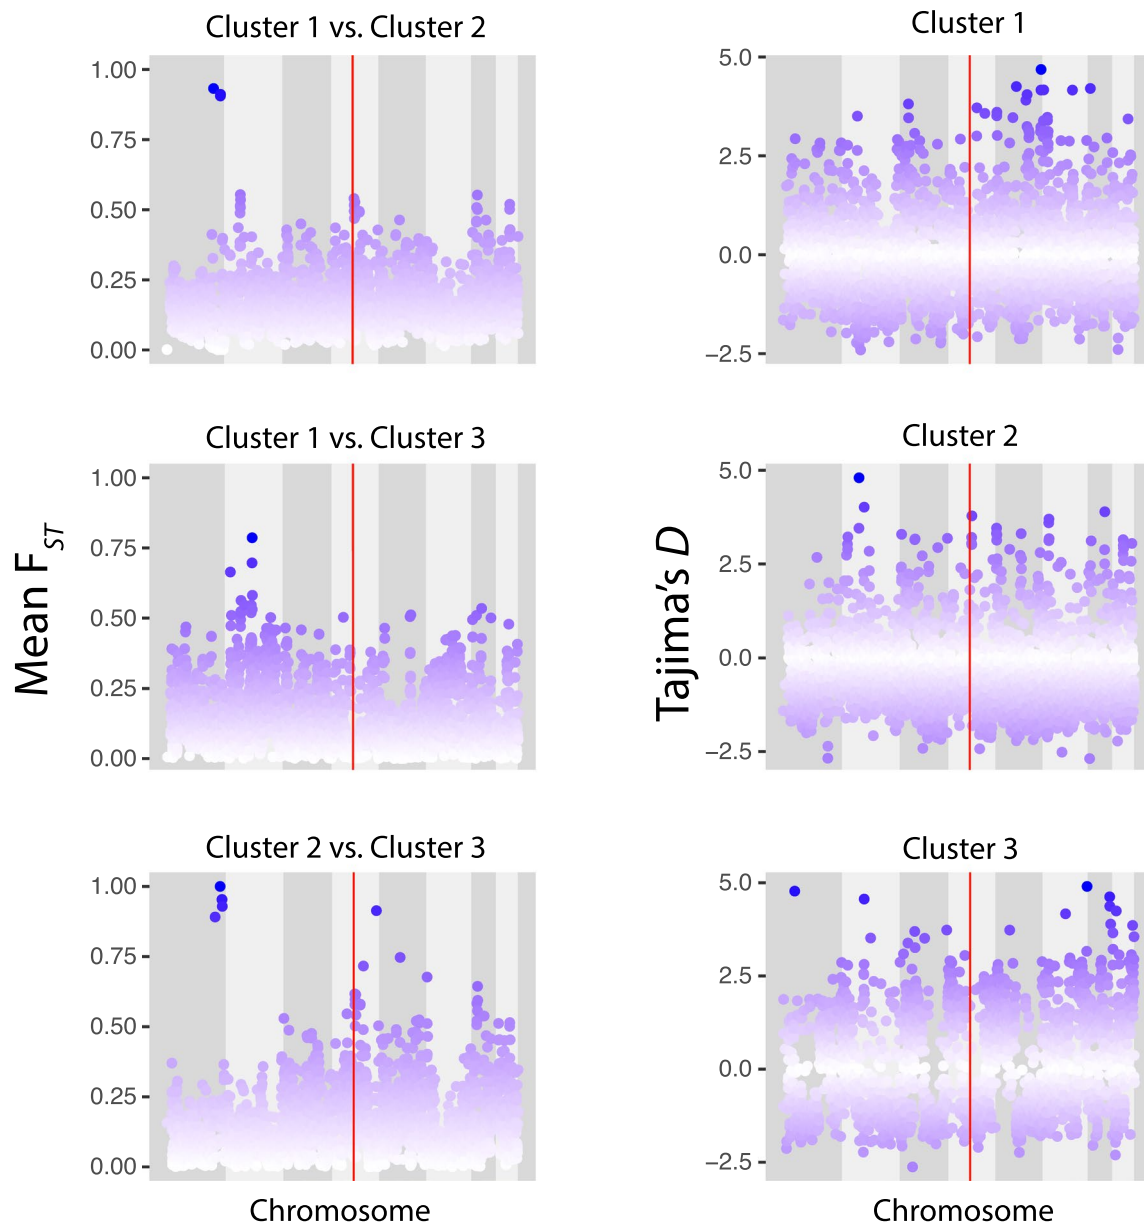 Cluster 1 vs. Cluster 2
1.00
0.75
0.50
0.25
0.00
Cluster 1
5.0
2.5
0.0
−2.5
Cluster 1 vs. Cluster 3
1.00
0.75
0.50
0.25
0.00
Mean FST
Cluster 2
5.0
2.5
0.0
−2.5
Tajima's D
Cluster 2 vs. Cluster 3
1.00
0.75
0.50
0.25
0.00
Chromosome
Cluster 3
5.0
2.5
0.0
−2.5
Chromosome